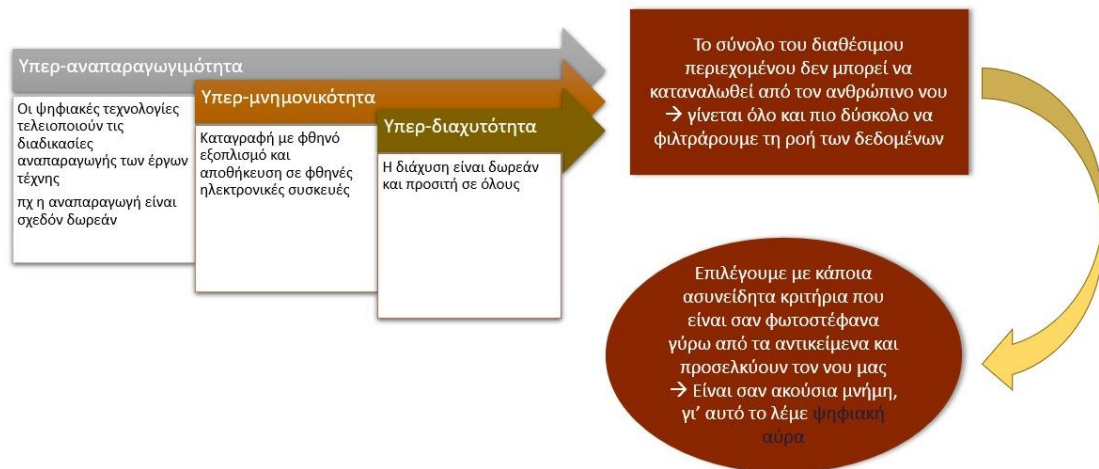 Υπερ-αναπαραγωγιμότητα
Οι ψηφιακές τεχνολογίες
τελειοποιούν τις
διαδικασίες
αναπαραγωγής των έργων
τέχνης
πχ η αναπαραγωγή είναι
σχεδόν δωρεάν
Υπερ-μνημονικότητα
Καταγραφή με φθηνό
εξοπλισμό και
αποθήκευση σε φθηνές
ηλεκτρονικές συσκευές
Υπερ-διαχυτότητα
Η διάχυση είναι δωρεάν
και προσιτή σε όλους
Το σύνολο του διαθέσιμου
περιεχομένου δεν μπορεί να
καταναλωθεί από τον ανθρώπινο νου
→ γίνεται όλο και πιο δύσκολο να
φιλτράρουμε τη ροή των δεδομένων
Επιλέγουμε με κάποια
ασυνείδητα κριτήρια που
είναι σαν φωτοστέφανα
γύρω από τα αντικείμενα και
προσελκύουν τον νου μας
→ Είναι σαν ακούσια μνήμη,
γι’ αυτό το λέμε ψηφιακή
αύρα